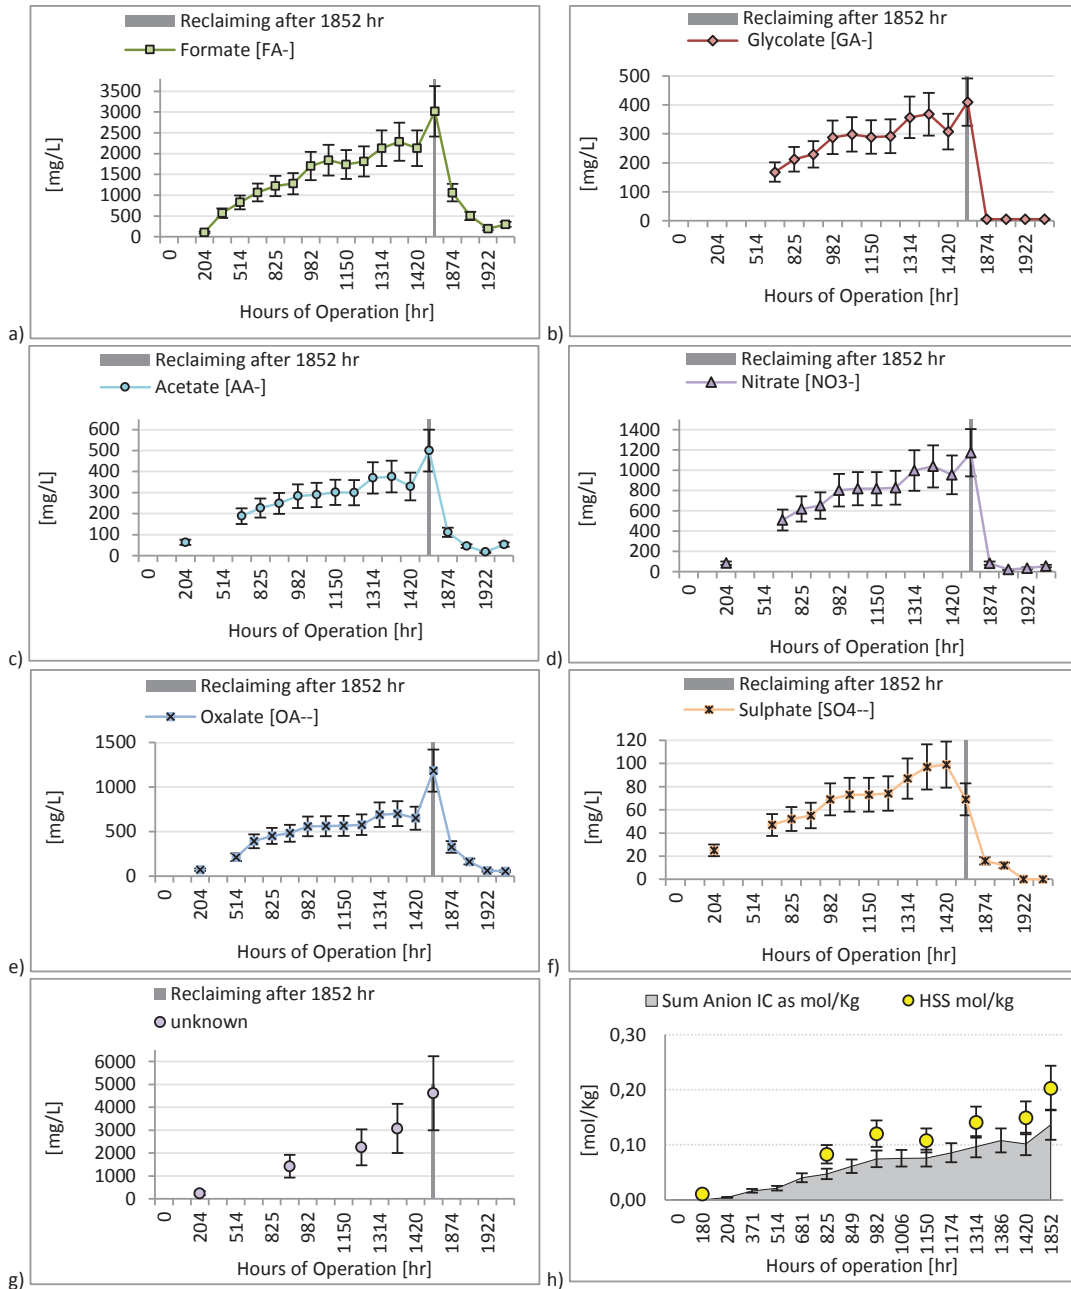 Reclaiming after 1852 hr
Formate [FA-]
3500
3000
2500
2000
1500
1000
500
0
[mg/L]
0 204 514 825 982 1150 1314 1420 1874 1922
Hours of Operation [hr]
a)
Reclaiming after 1852 hr
Glycolate [GA-]
500
400
300
200
100
0
[mg/L]
0 204 514 825 982 1150 1314 1420 1874 1922
Hours of Operation [hr]
b)
Reclaiming after 1852 hr
Acetate [AA-]
600
500
400
300
200
100
0
[mg/L]
0 204 514 825 982 1150 1314 1420 1874 1922
Hours of Operation [hr]
c)
Reclaiming after 1852 hr
Nitrate [NO3-]
1400
1200
1000
800
600
400
200
0
[mg/L]
0 204 514 825 982 1150 1314 1420 1874 1922
Hours of Operation [hr]
d)
Reclaiming after 1852 hr
Oxalate [OA--]
1500
1000
500
0
[mg/L]
0 204 514 825 982 1150 1314 1420 1874 1922
Hours of Operation [hr]
e)
Reclaiming after 1852 hr
Sulphate [SO4--]
120
100
80
60
40
20
0
[mg/L]
0 204 514 825 982 1150 1314 1420 1874 1922
Hours of Operation [hr]
f)
Reclaiming after 1852 hr
unknown
6000
5000
4000
3000
2000
1000
0
[mg/L]
0 204 514 825 982 1150 1314 1420 1874 1922
Hours of Operation [hr]
g)
Sum Anion IC as mol/Kg HSS mol/kg
0,30
0,20
0,10
0,00
[mol/Kg]
0 180 204 371 514 681 825 849 982 1006 1150 1174 1314 1386 1420 1852
Hours of operation [hr]
h)